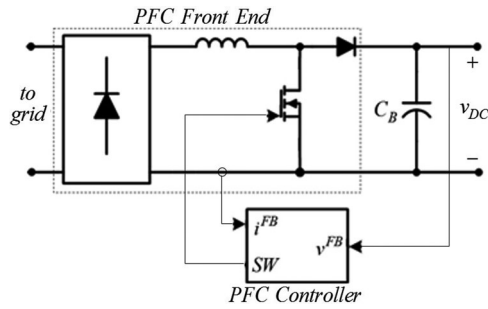 PFC Front End
to
grid
+
C_B
v_DC
−
i^FB
v^FB
SW
PFC Controller